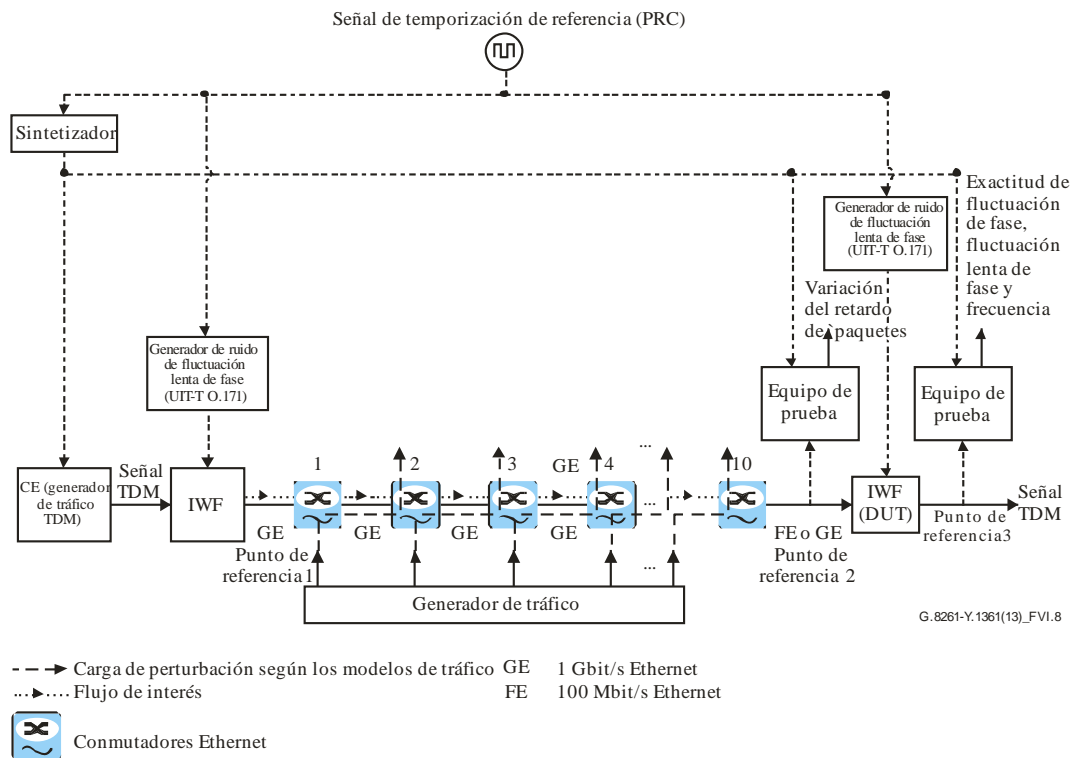 Señal de temporización de referencia (PRC)
Sintetizador
Exactitud de
fluctuación
de fase,
fluctuación
lenta de
fase y
frecuencia
Generador de ruido
de fluctuación
lenta de fase
(UIT-T O.171)
Variación
del retardo
de `paquetes
Generador de ruido
de fluctuación
lenta de fase
(UIT-T O.171)
Equipo de
prueba
Equipo de
prueba
CE (generador
de tráfico
TDM)
Señal
TDM
IWF
1
2
3
GE
4
...
10
...
...
IWF
(DUT)
Señal
TDM
GE
GE
GE
GE
FE o GE
Punto de
referencia 1
Punto de
referencia 2
Punto de
referencia3
...
Generador de tráfico
G.8261-Y.1361(13)_FVI.8
Carga de perturbación según los modelos de tráfico GE 1 Gbit/s Ethernet
Flujo de interés FE 100 Mbit/s Ethernet
Conmutadores Ethernet